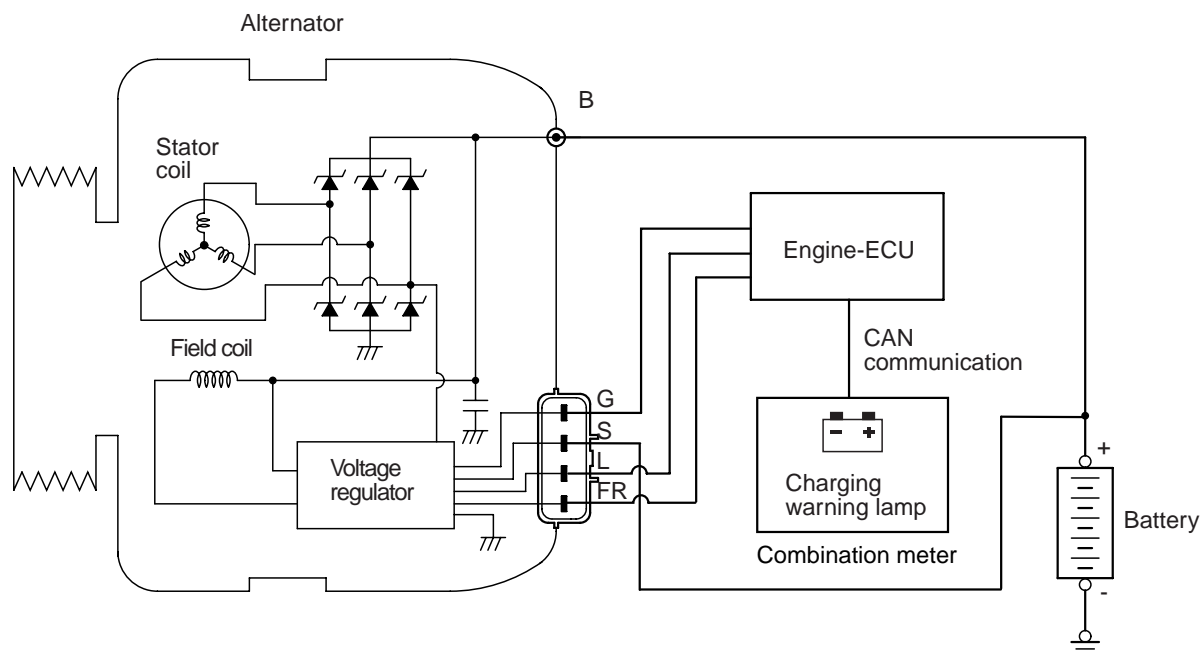 Alternator
B
Stator
coil
Engine-ECU
CAN
communication
Field coil
G
S
L
FR
Voltage
regulator
- +
Charging
warning lamp
Combination meter
+
Battery
-